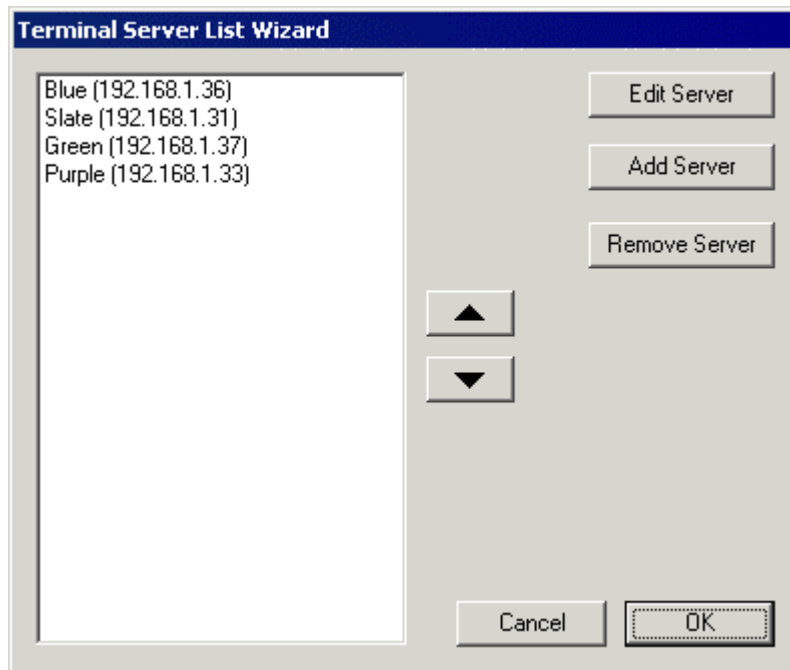 Terminal Server List Wizard
Blue (192.168.1.36)
Slate (192.168.1.31)
Green (192.168.1.37)
Purple (192.168.1.33)
Edit Server
Add Server
Remove Server
Cancel
OK